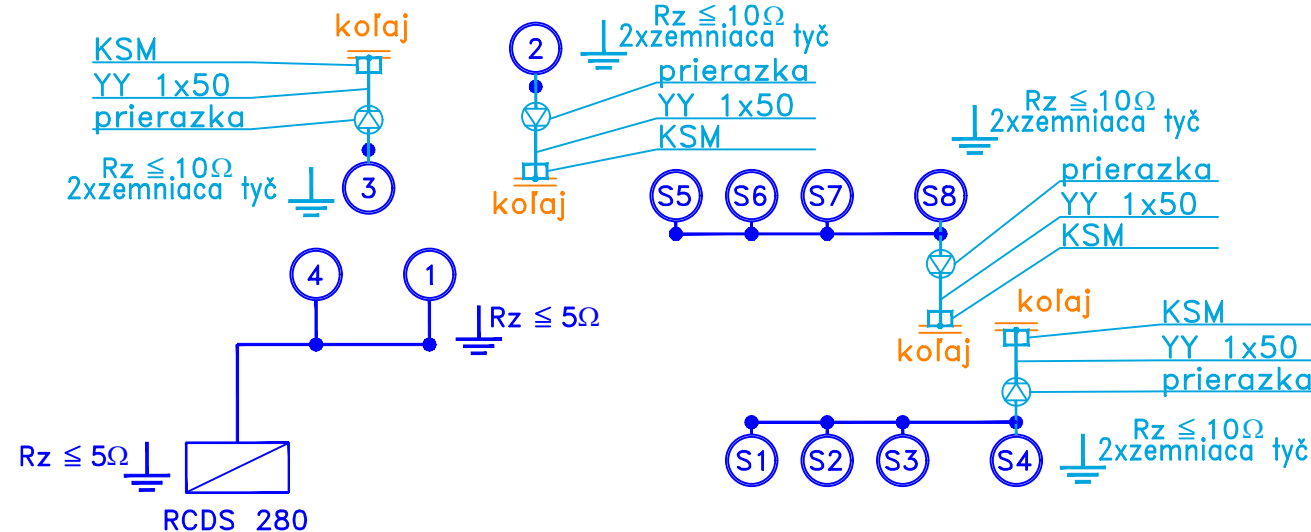 koľaj
KSM
YY 1x50
prierazka
Rz ≦ 10Ω
2xzemniaca tyč
3
2
Rz ≦ 10Ω
2xzemniaca tyč
prierazka
YY 1x50
KSM
koľaj
Rz ≦ 10Ω
2xzemniaca tyč
S5 S6 S7 S8
prierazka
YY 1x50
KSM
koľaj
4 1
Rz ≦ 5Ω
koľaj
KSM
YY 1x50
prierazka
Rz ≦ 10Ω
2xzemniaca tyč
S1 S2 S3 S4
Rz ≦ 5Ω
RCDS 280